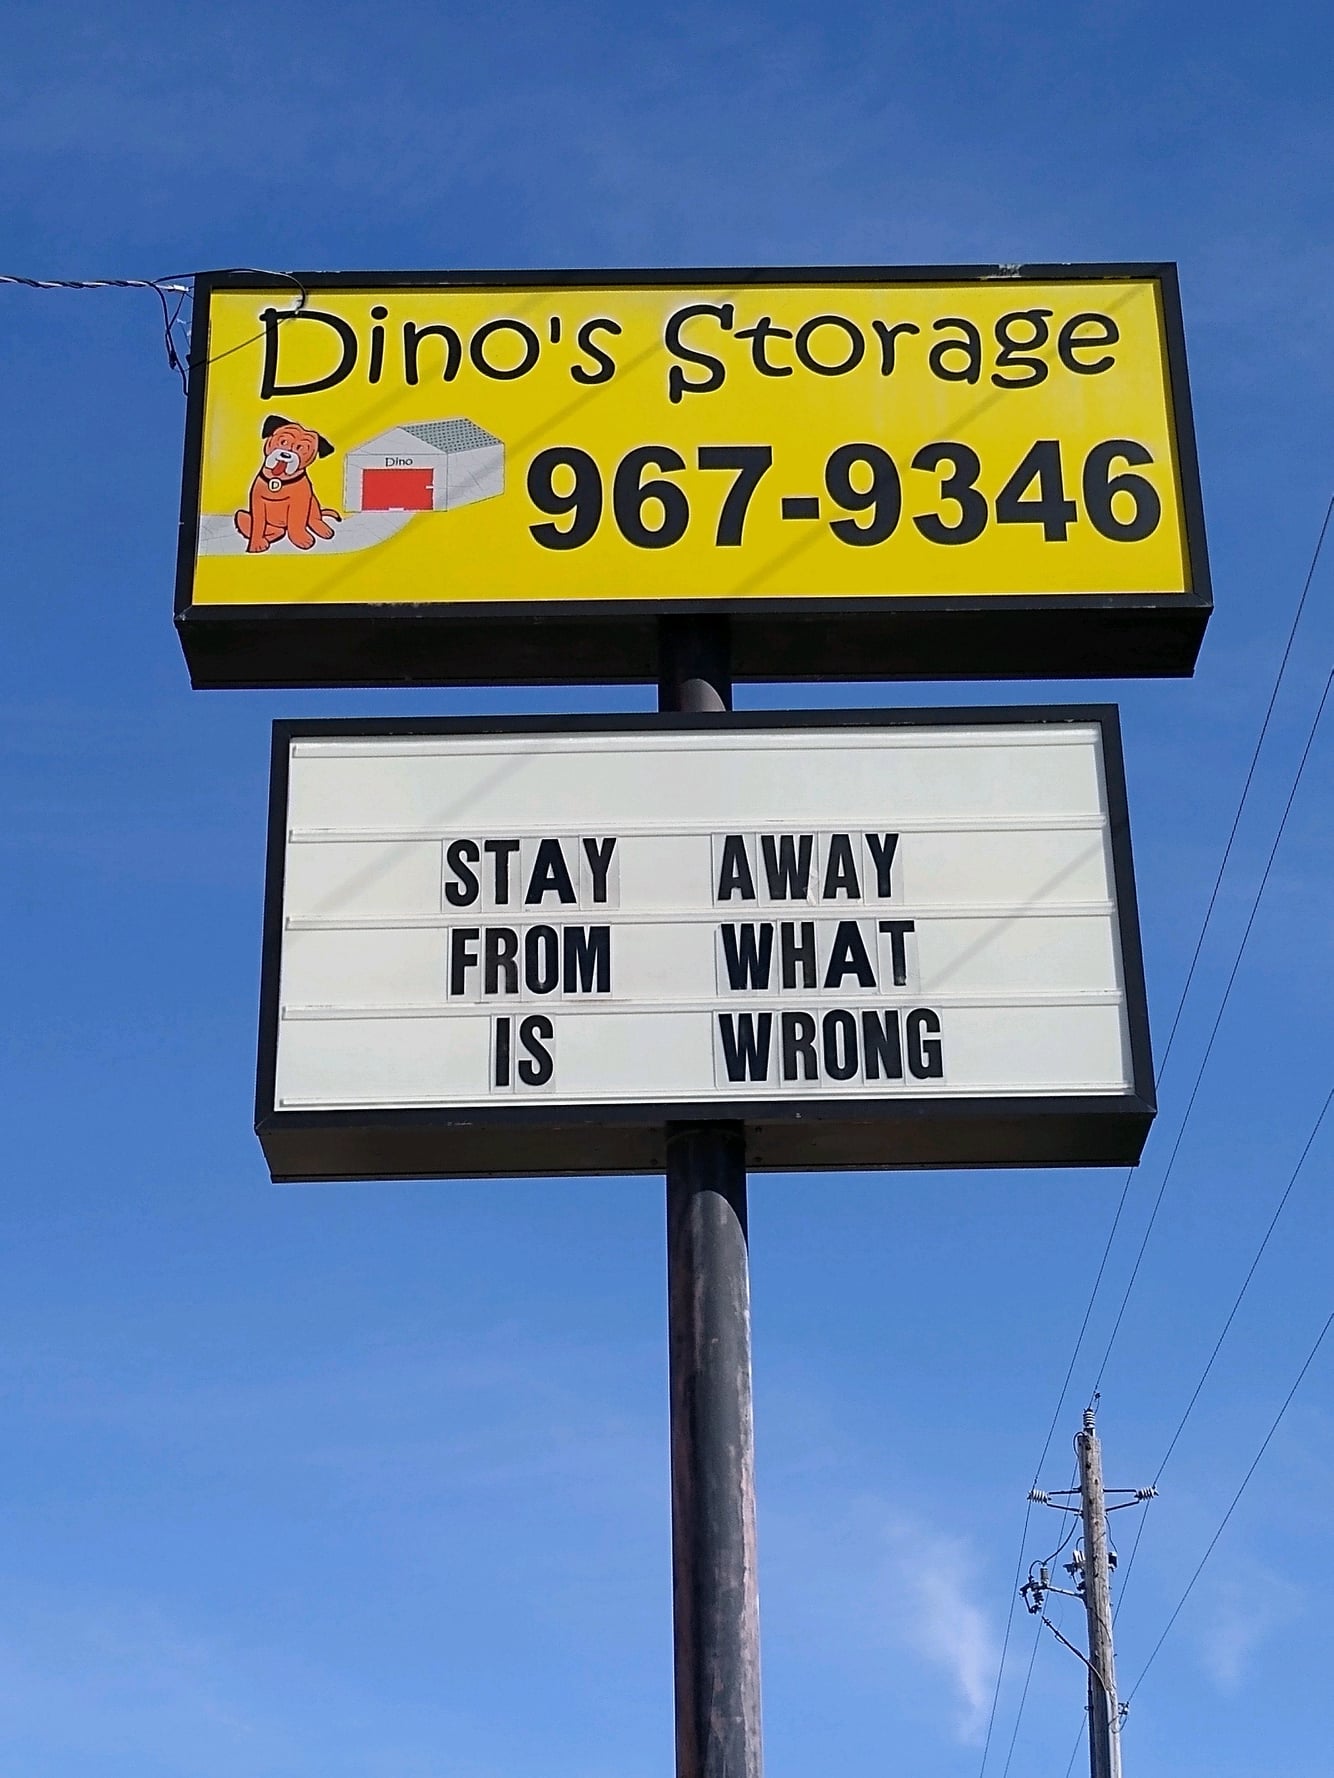 Dino's Storage
Dino
D
967-9346
STAY AWAY
FROM WHAT
IS WRONG